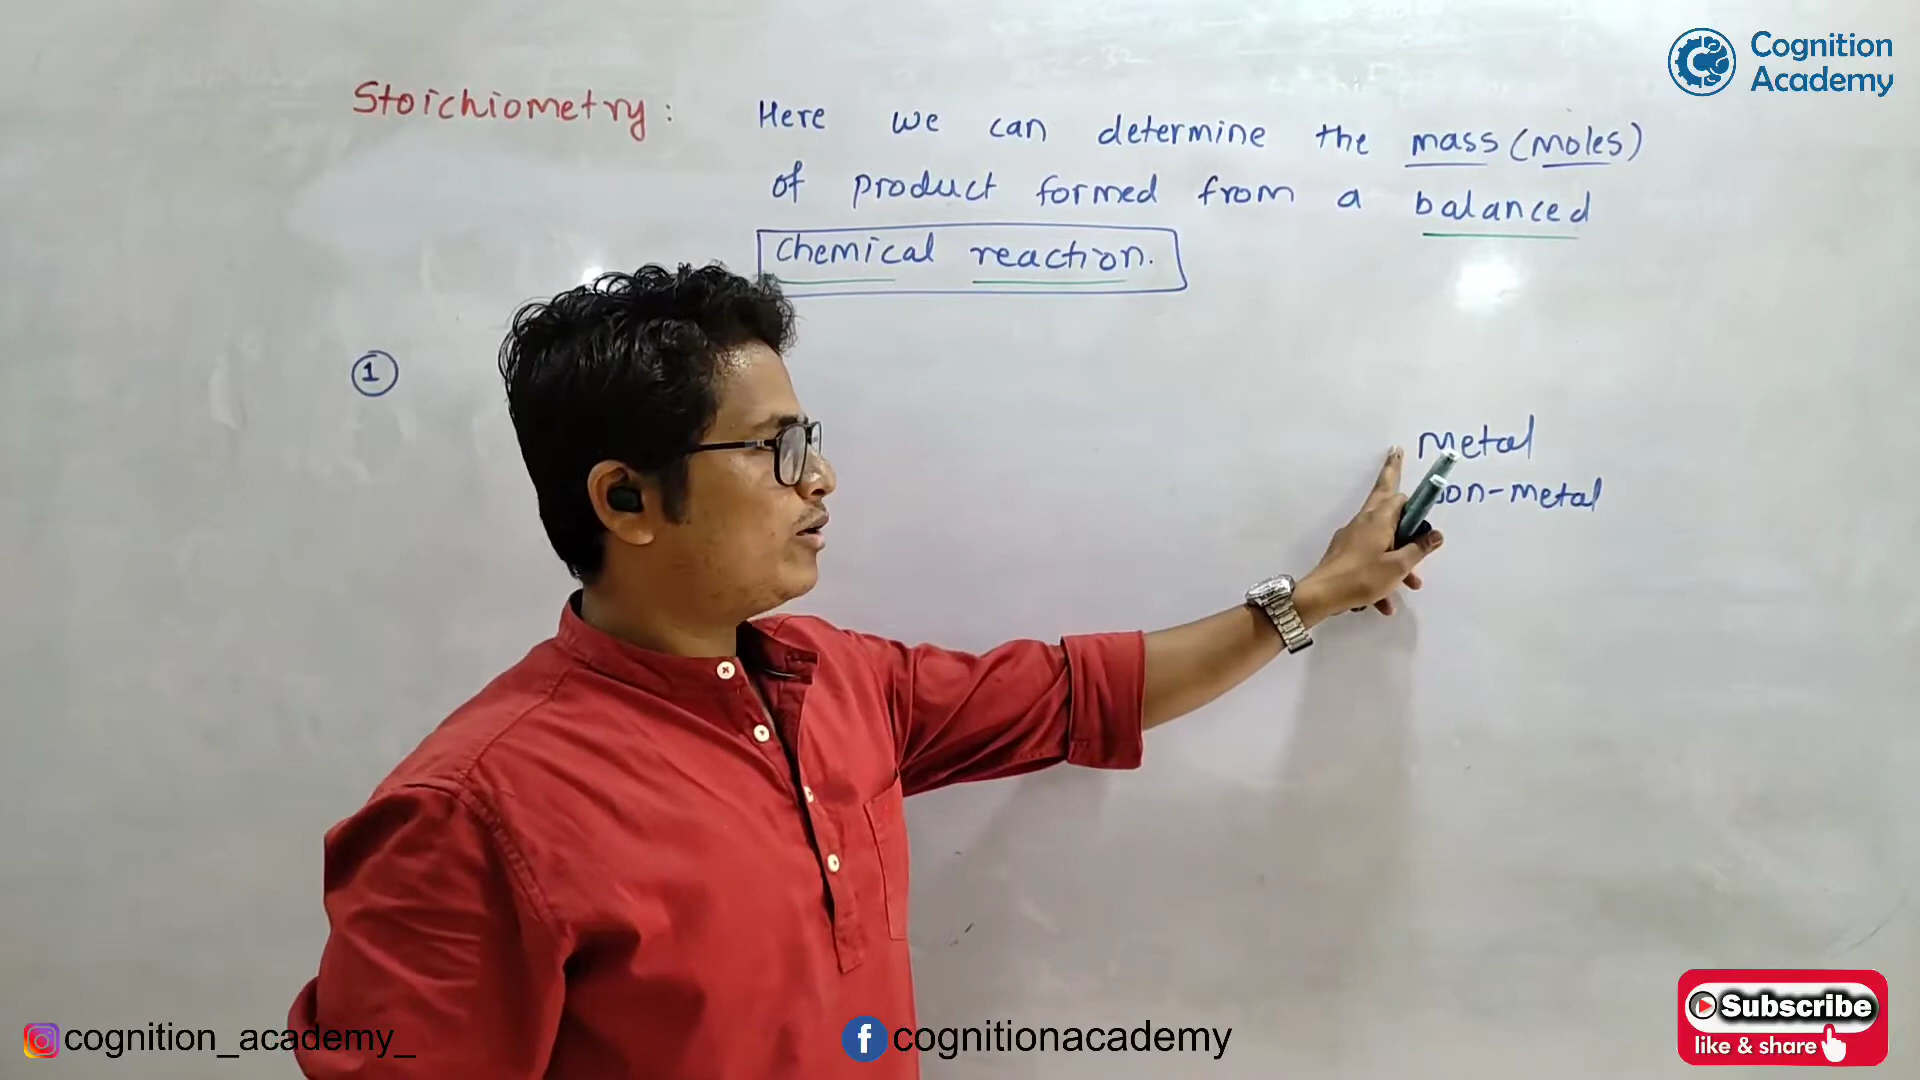 Cognition
Academy
Stoichiometry: Here we can determine the mass (moles)
of product formed from a balanced
chemical reaction.
1
Metal
on-metal
cognition_academy_
cognitionacademy
Subscribe
like & share